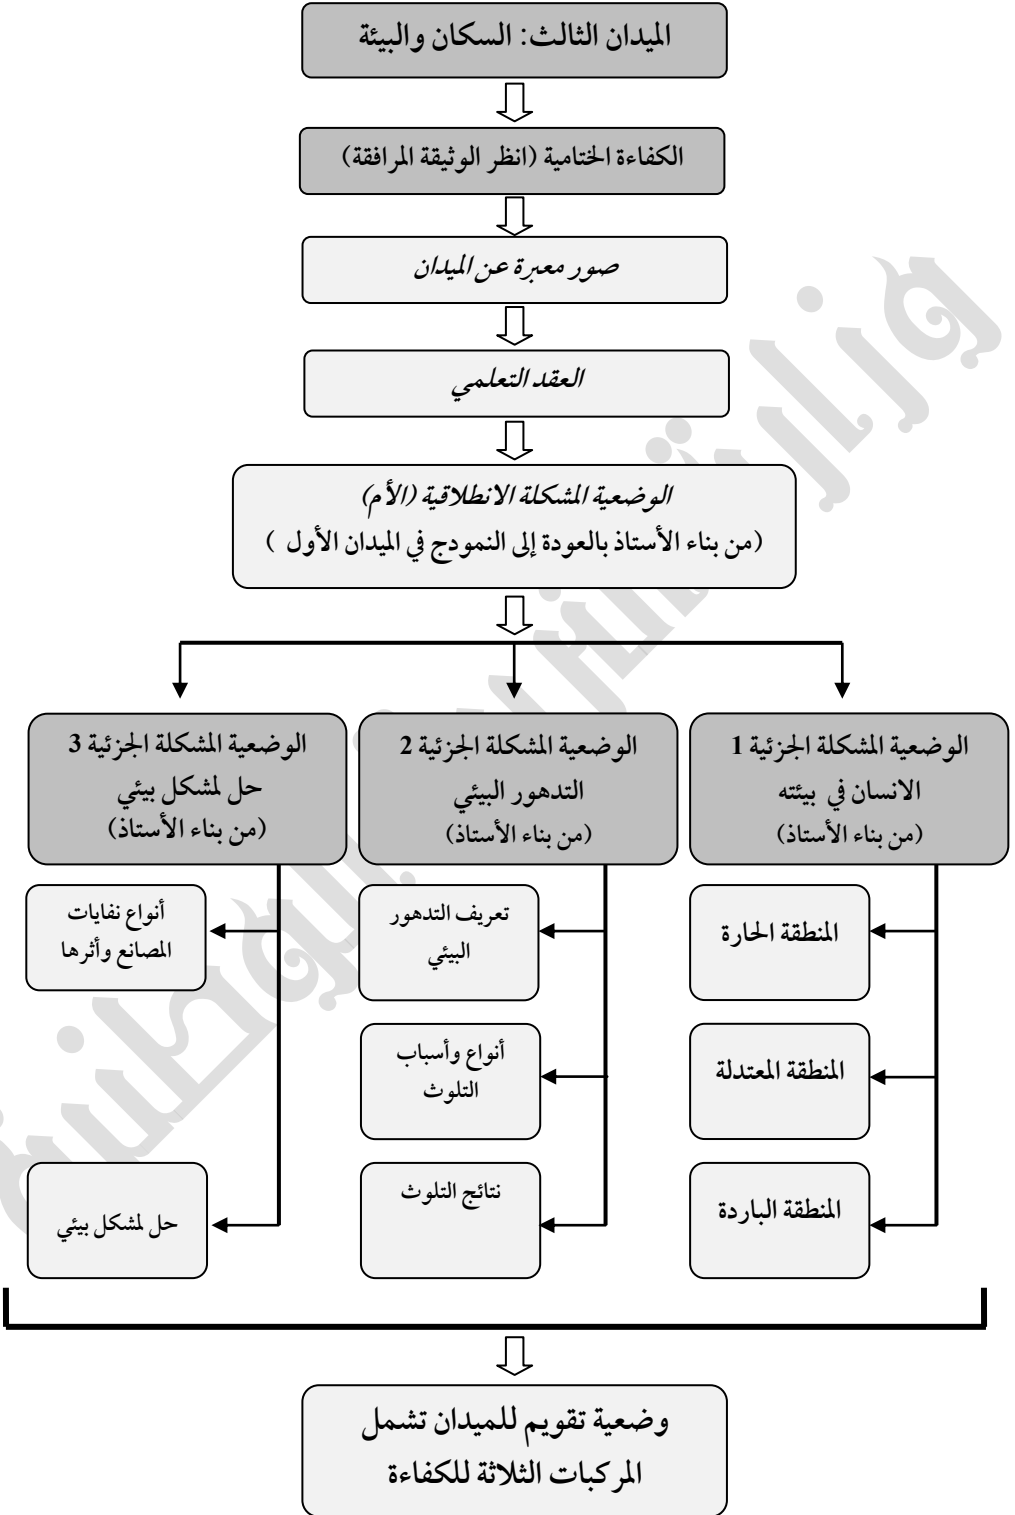 الميدان الثالث: السكان والبيئة
الكفاءة الختامية (انظر الوثيقة المرافقة)
صور معبرة عن الميدان
العقد التعلمي
الوضعية المشكلة الانطلاقية (الأم)
(من بناء الأستاذ بالعودة إلى النمودج في الميدان الأول )
الوضعية المشكلة الجزئية 1
الانسان في بيئته
(من بناء الأستاذ)
المنطقة الحارة
المنطقة المعتدلة
المنطقة الباردة
الوضعية المشكلة الجزئية 2
التدهور البيئي
(من بناء الأستاذ)
تعريف التدهور
البيئي
أنواع وأسباب
التلوث
نتائج التلوث
الوضعية المشكلة الجزئية 3
حل لمشكل بيئي
(من بناء الأستاذ)
أنواع نفايات
المصانع وأثرها
حل لمشكل بيئي
وضعية تقويم للميدان تشمل
المركبات الثلاثة للكفاءة